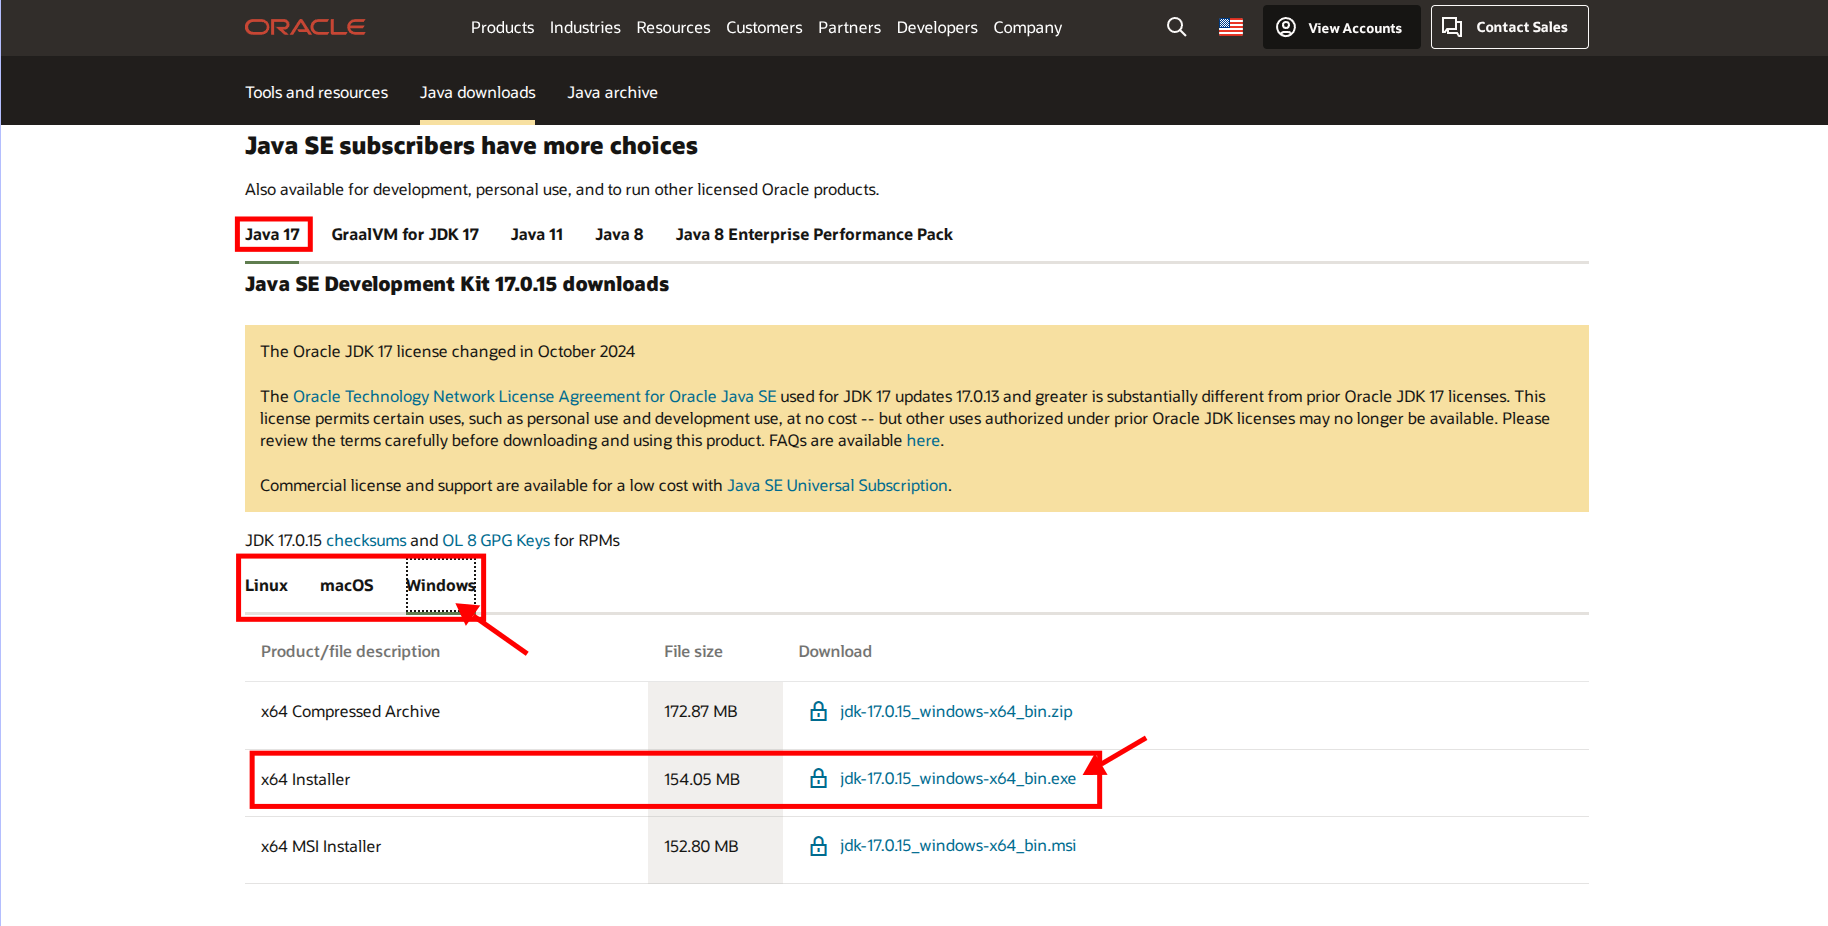 ORACLE Products Industries Resources Customers Partners Developers Company View Accounts Contact Sales
Tools and resources Java downloads Java archive
Java SE subscribers have more choices
Also available for development, personal use, and to run other licensed Oracle products.
Java 17 GraalVM for JDK 17 Java 11 Java 8 Java 8 Enterprise Performance Pack
Java SE Development Kit 17.0.15 downloads
The Oracle JDK 17 license changed in October 2024
The Oracle Technology Network License Agreement for Oracle Java SE used for JDK 17 updates 17.0.13 and greater is substantially different from prior Oracle JDK 17 licenses. This
license permits certain uses, such as personal use and development use, at no cost -- but other uses authorized under prior Oracle JDK licenses may no longer be available. Please
review the terms carefully before downloading and using this product. FAQs are available here.
Commercial license and support are available for a low cost with Java SE Universal Subscription.
JDK 17.0.15 checksums and OL 8 GPG Keys for RPMs
Linux macOS Windows
Product/file description File size Download
x64 Compressed Archive 172.87 MB jdk-17.0.15_windows-x64_bin.zip
x64 Installer 154.05 MB jdk-17.0.15_windows-x64_bin.exe
x64 MSI Installer 152.80 MB jdk-17.0.15_windows-x64_bin.msi